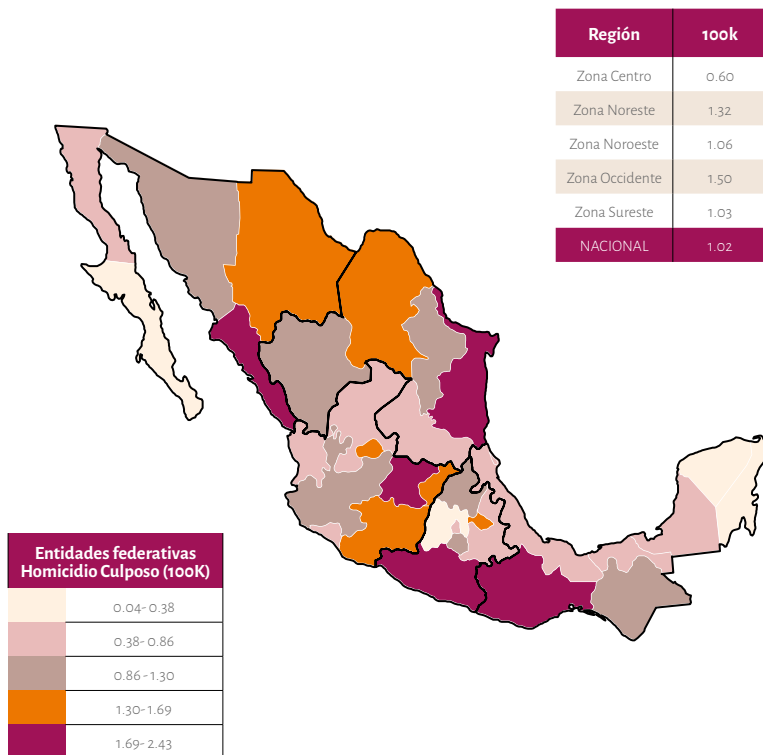 Región 100k
Zona Centro 0.60
Zona Noreste 1.32
Zona Noroeste 1.06
Zona Occidente 1.50
Zona Sureste 1.03
NACIONAL 1.02
Entidades federativas
Homicidio Culposo (100K)
0.04-0.38
0.38-0.86
0.86-1.30
1.30-1.69
1.69-2.43